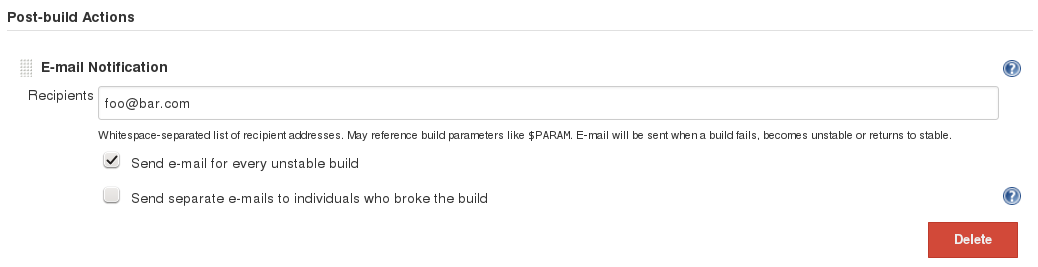 Post-build Actions
E-mail Notification
Recipients foo@bar.com
Whitespace-separated list of recipient addresses. May reference build parameters like $PARAM. E-mail will be sent when a build fails, becomes unstable or returns to stable.
Send e-mail for every unstable build
Send separate e-mails to individuals who broke the build
Delete